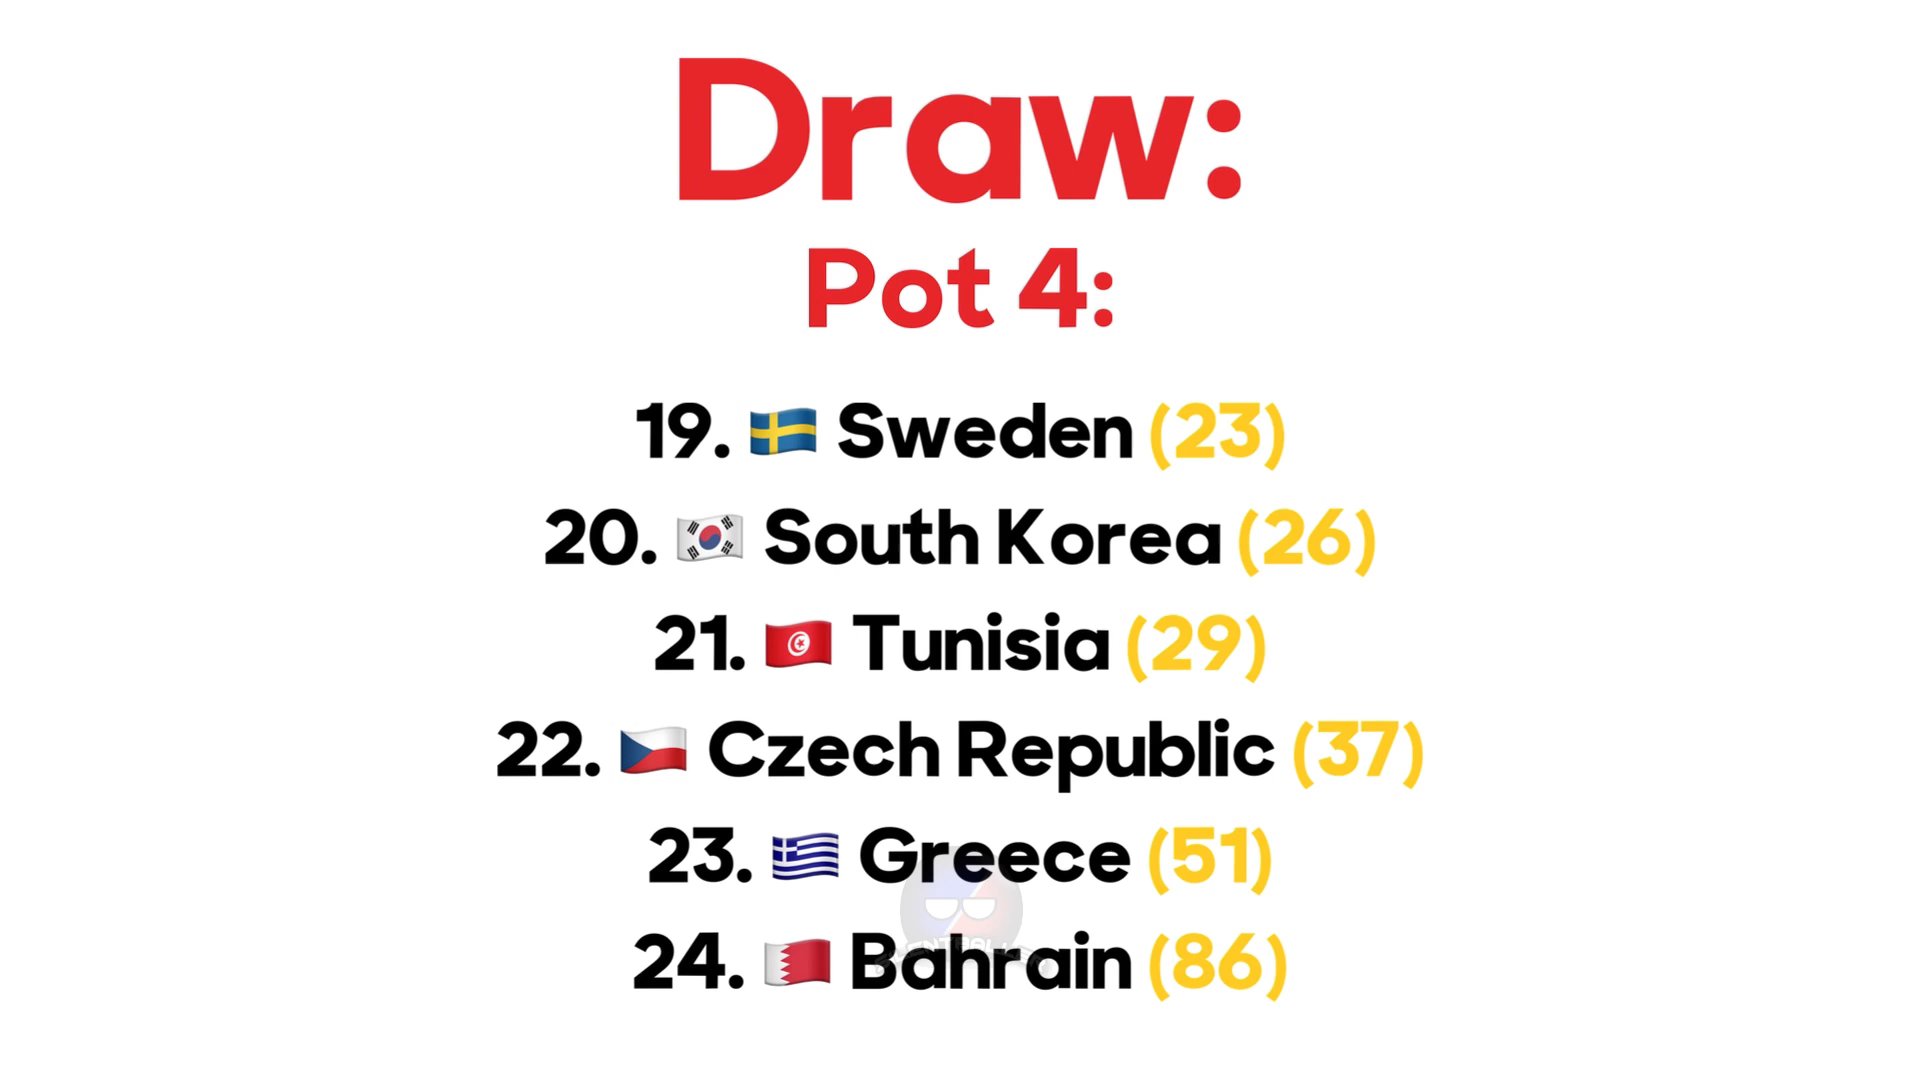 Draw:
Pot 4:
19. 🇸🇪 Sweden (23)
20. 🇰🇷 South Korea (26)
21. 🇹🇳 Tunisia (29)
22. 🇨🇿 Czech Republic (37)
23. 🇬🇷 Greece (51)
24. 🇧🇭 Bahrain (86)